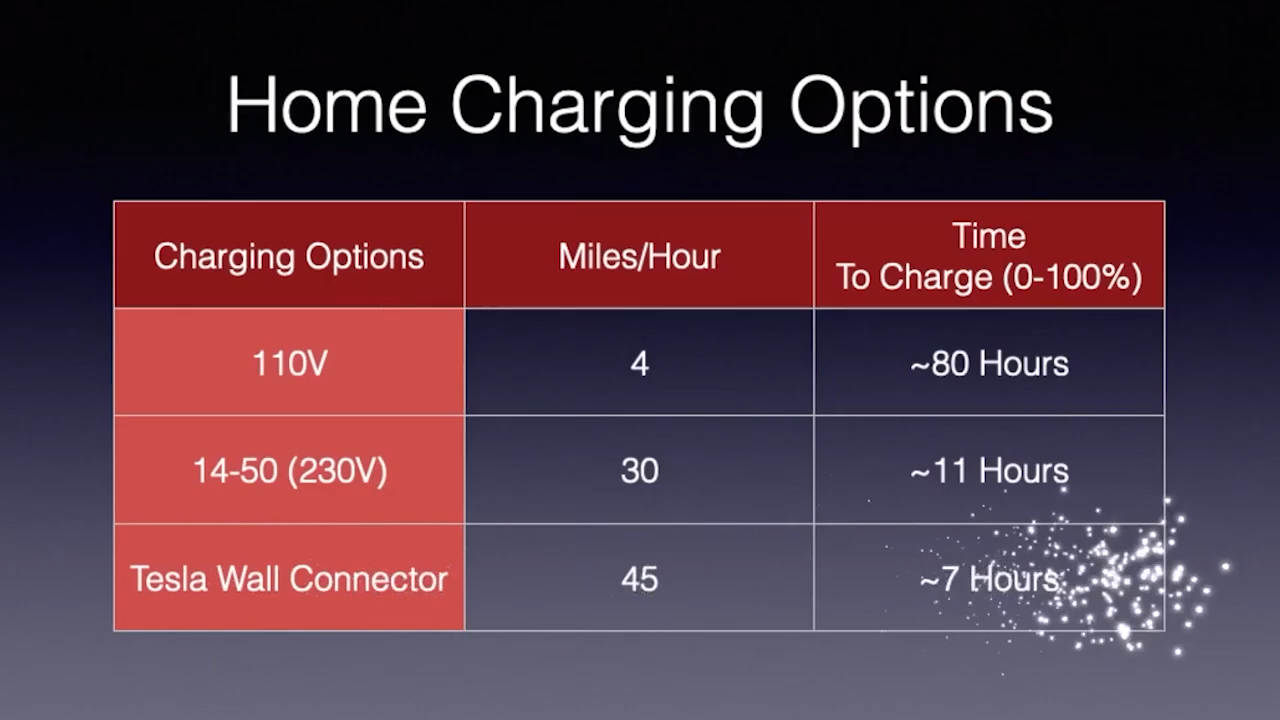 Home Charging Options
Charging Options
Miles/Hour
Time
To Charge (0-100%)
110V
4
~80 Hours
14-50 (230V)
30
~11 Hours
Tesla Wall Connector
45
~7 Hours